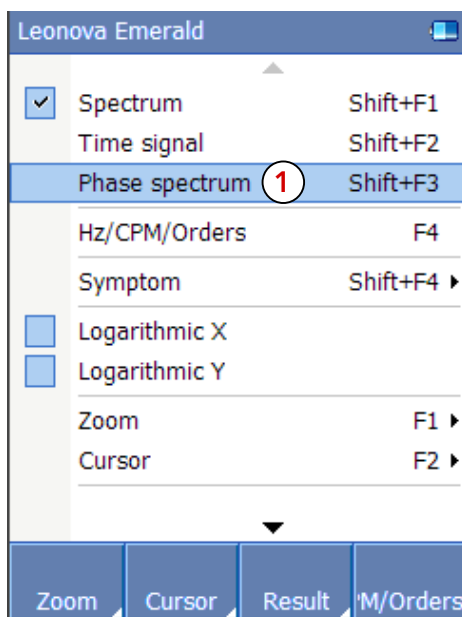 Leonova Emerald
Spectrum Shift+F1
Time signal Shift+F2
Phase spectrum 1 Shift+F3
Hz/CPM/Orders F4
Symptom Shift+F4
Logarithmic X
Logarithmic Y
Zoom F1
Cursor F2
Zoom Cursor Result M/Orders